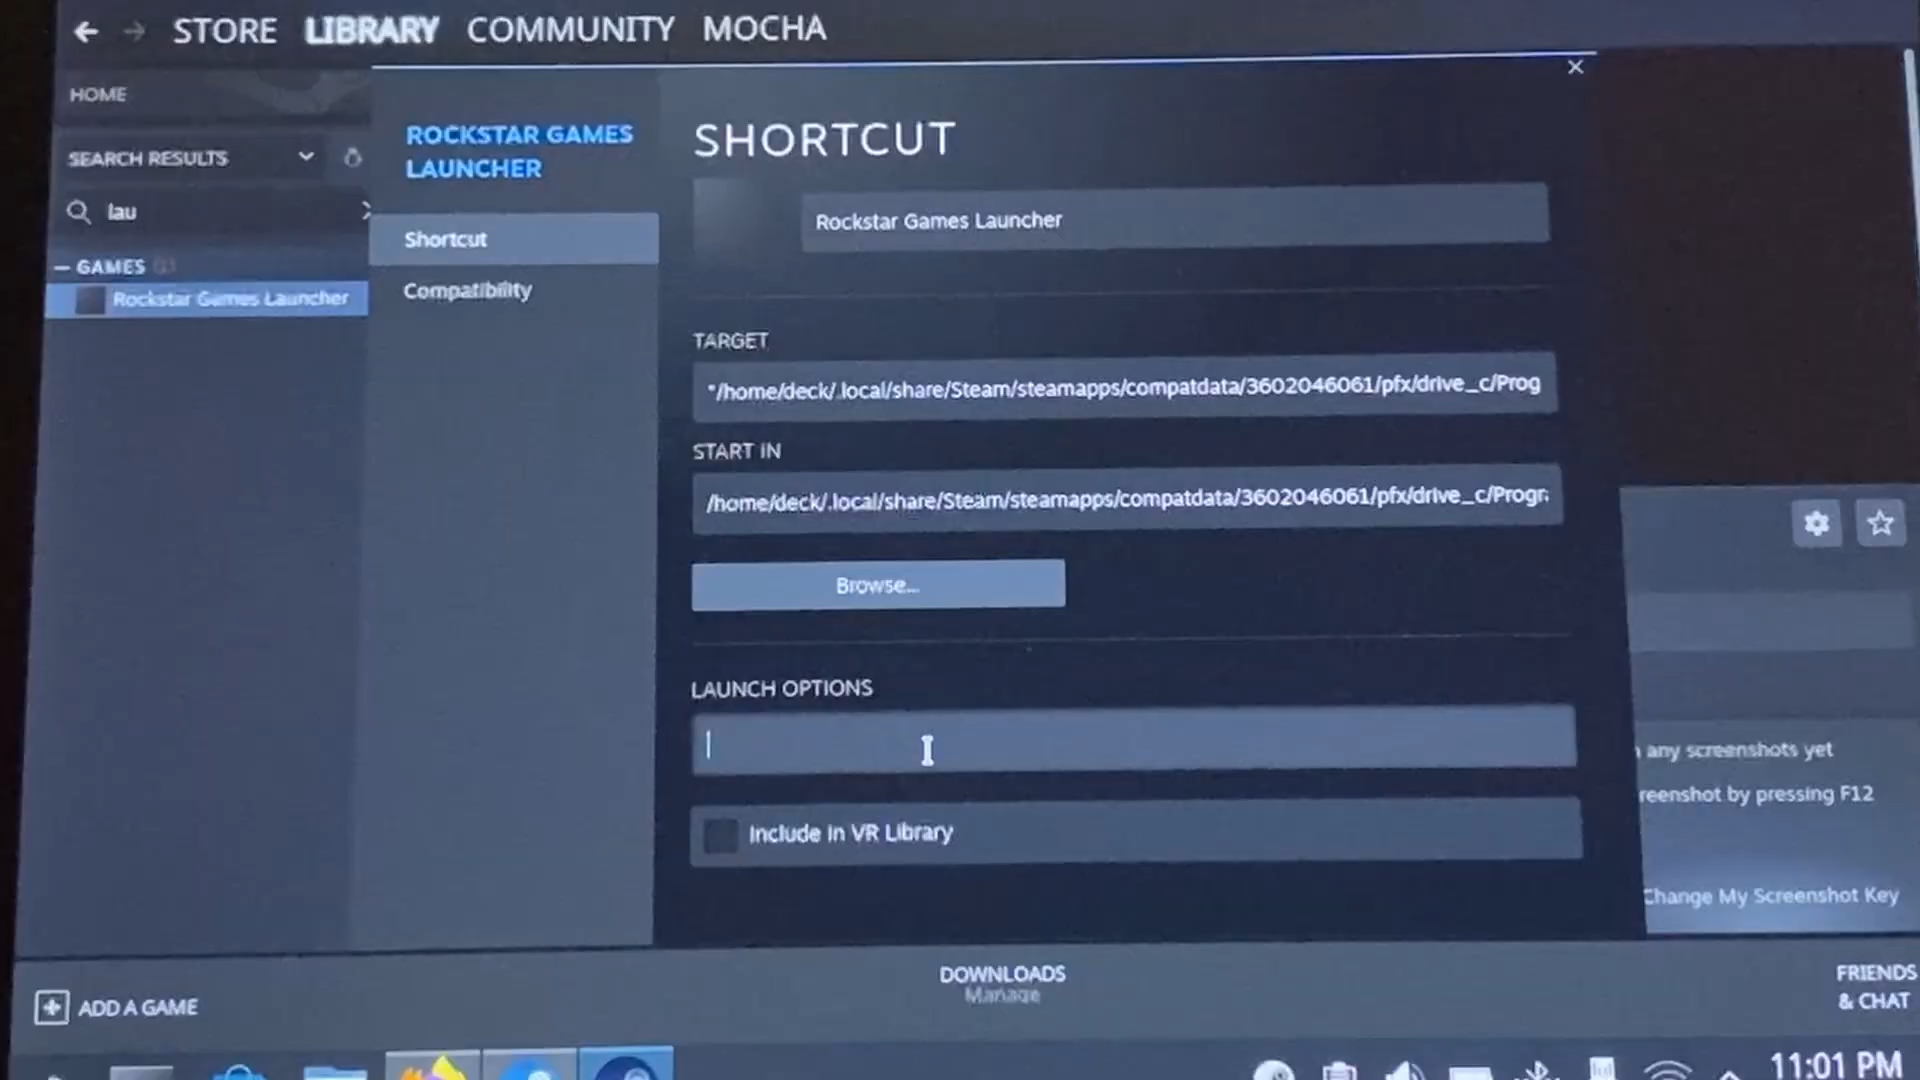 STORE LIBRARY COMMUNITY MOCHA
HOME
SEARCH RESULTS
lau
GAMES
Rockstar Games Launcher
ROCKSTAR GAMES
LAUNCHER
Shortcut
Compatibility
SHORTCUT
Rockstar Games Launcher
TARGET
"/home/deck/.local/share/Steam/steamapps/compatdata/3602046061/pfx/drive_c/Prog
START IN
/home/deck/.local/share/Steam/steamapps/compatdata/3602046061/pfx/drive_c/Progr
Browse...
LAUNCH OPTIONS
Include in VR Library
any screenshots yet
reenshot by pressing F12
Change My Screenshot Key
ADD A GAME
DOWNLOADS
Manage
FRIENDS
& CHAT
11:01 PM